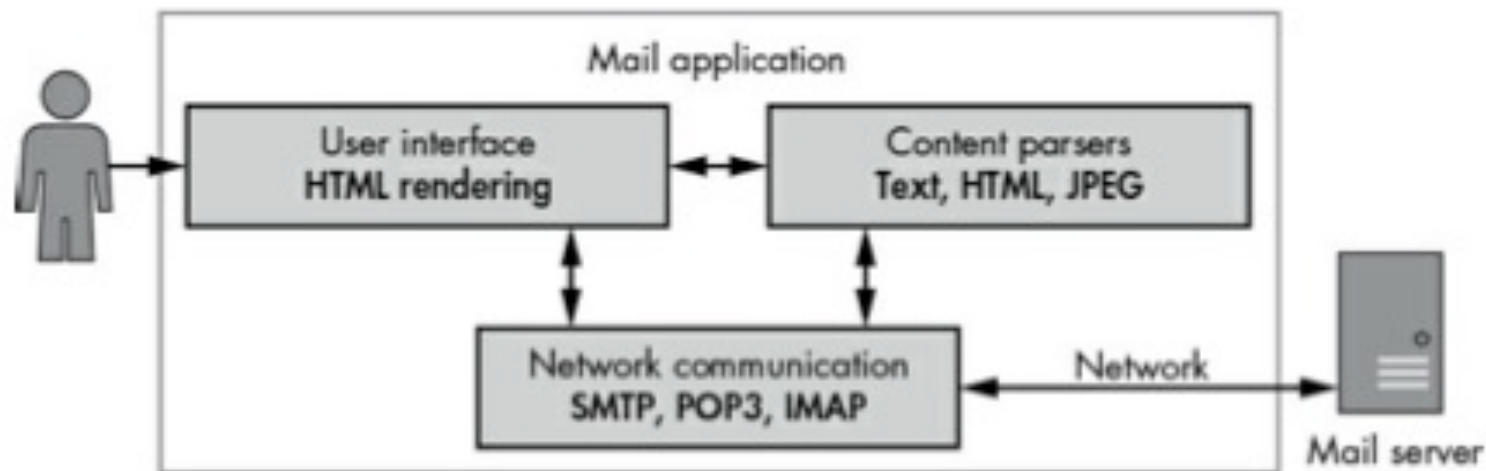 Mail application
User interface
HTML rendering
Content parsers
Text, HTML, JPEG
Network communication
SMTP, POP3, IMAP
Network
Mail server